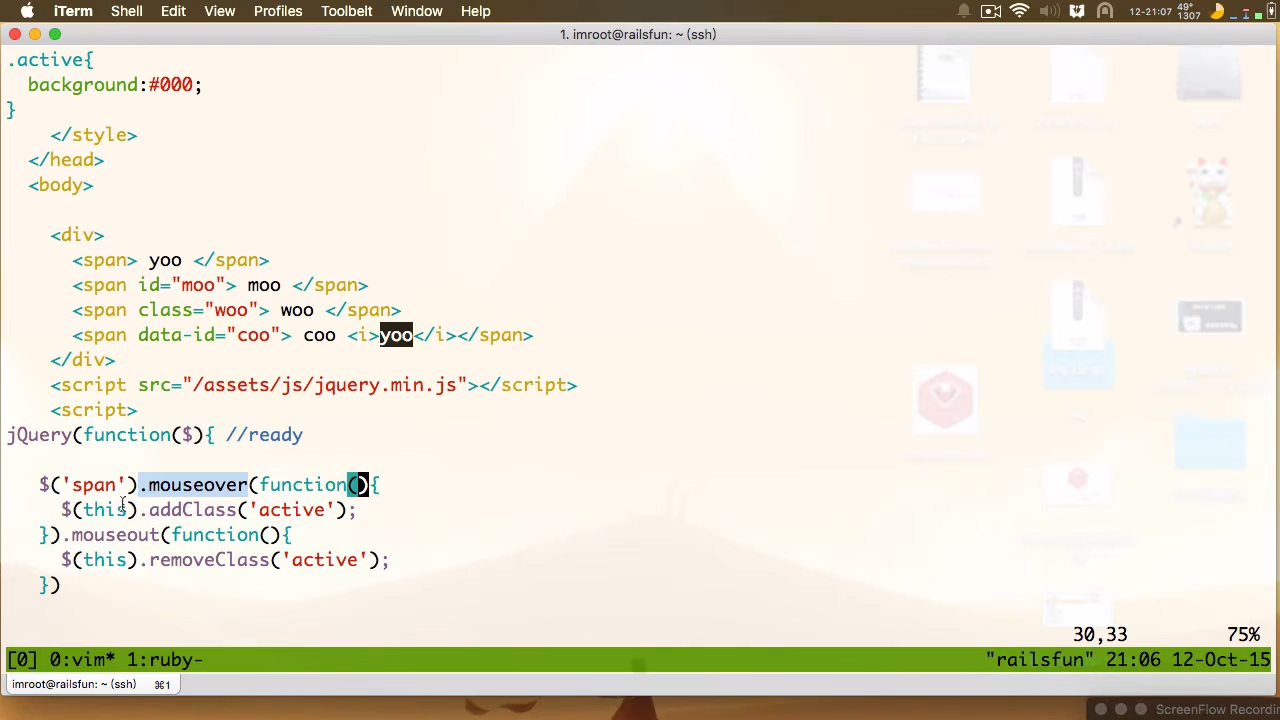 iTerm Shell Edit View Profiles Toolbelt Window Help 12-21:07 49° 1307
1. imroot@railsfun: ~ (ssh)
.active{
background:#000;
}
</style>
</head>
<body>
<div>
<span> yoo </span>
<span id="moo"> moo </span>
<span class="woo"> woo </span>
<span data-id="coo"> coo <i>yoo</i></span>
</div>
<script src="/assets/js/jquery.min.js"></script>
<script>
jQuery(function($){ //ready
$('span').mouseover(function(){
$(this).addClass('active');
}).mouseout(function(){
$(this).removeClass('active');
})
30,33 75%
[0] 0:vim* 1:ruby- "railsfun" 21:06 12-Oct-15
imroot@railsfun: ~ (ssh) ⌘1
ScreenFlow Recordin